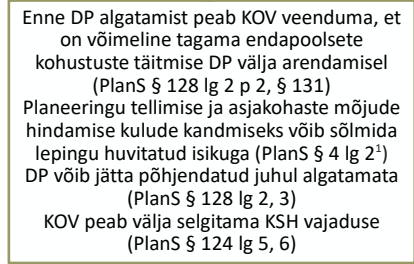 Enne DP algatamist peab KOV veenduma, et
on võimeline tagama endapoolsete
kohustuste täitmise DP välja arendamisel
(PlanS § 128 lg 2 p 2, § 131)
Planeeringu tellimise ja asjakohaste mõjude
hindamise kulude kandmiseks võib sõlmida
lepingu huvitatud isikuga (PlanS § 4 lg 2¹)
DP võib jätta põhjendatud juhul algatamata
(PlanS § 128 lg 2, 3)
KOV peab välja selgitama KSH vajaduse
(PlanS § 124 lg 5, 6)